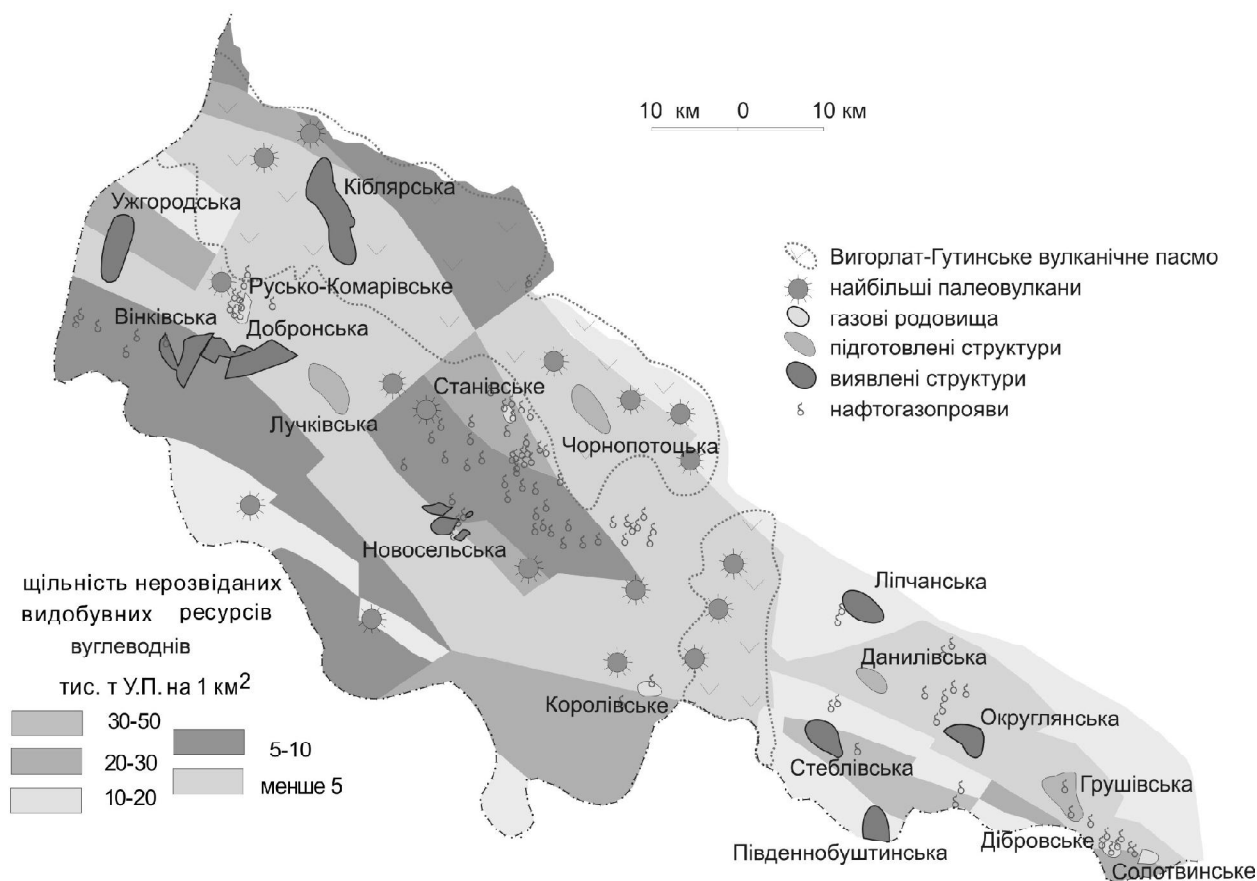 10 км 0 10 км
Ужгородська
Кіблярська
Русько-Комарівське
Вінківська
Добронська
Станівське
Лучківська
Чорнопотоцька
Новосельська
Ліпчанська
Данилівська
Королівське
Округлянська
Стеблівська
Грушівська
Південнобуштинська
Дібровське
Солотвинське
Вигорлат-Гутинське вулканічне пасмо
найбільші палеовулкани
газові родовища
підготовлені структури
виявлені структури
нафтогазопрояви
щільність нерозвіданих
видобувних ресурсів
вуглеводнів
тис. т У.П. на 1 км2
30-50
20-30
10-20
5-10
менше 5